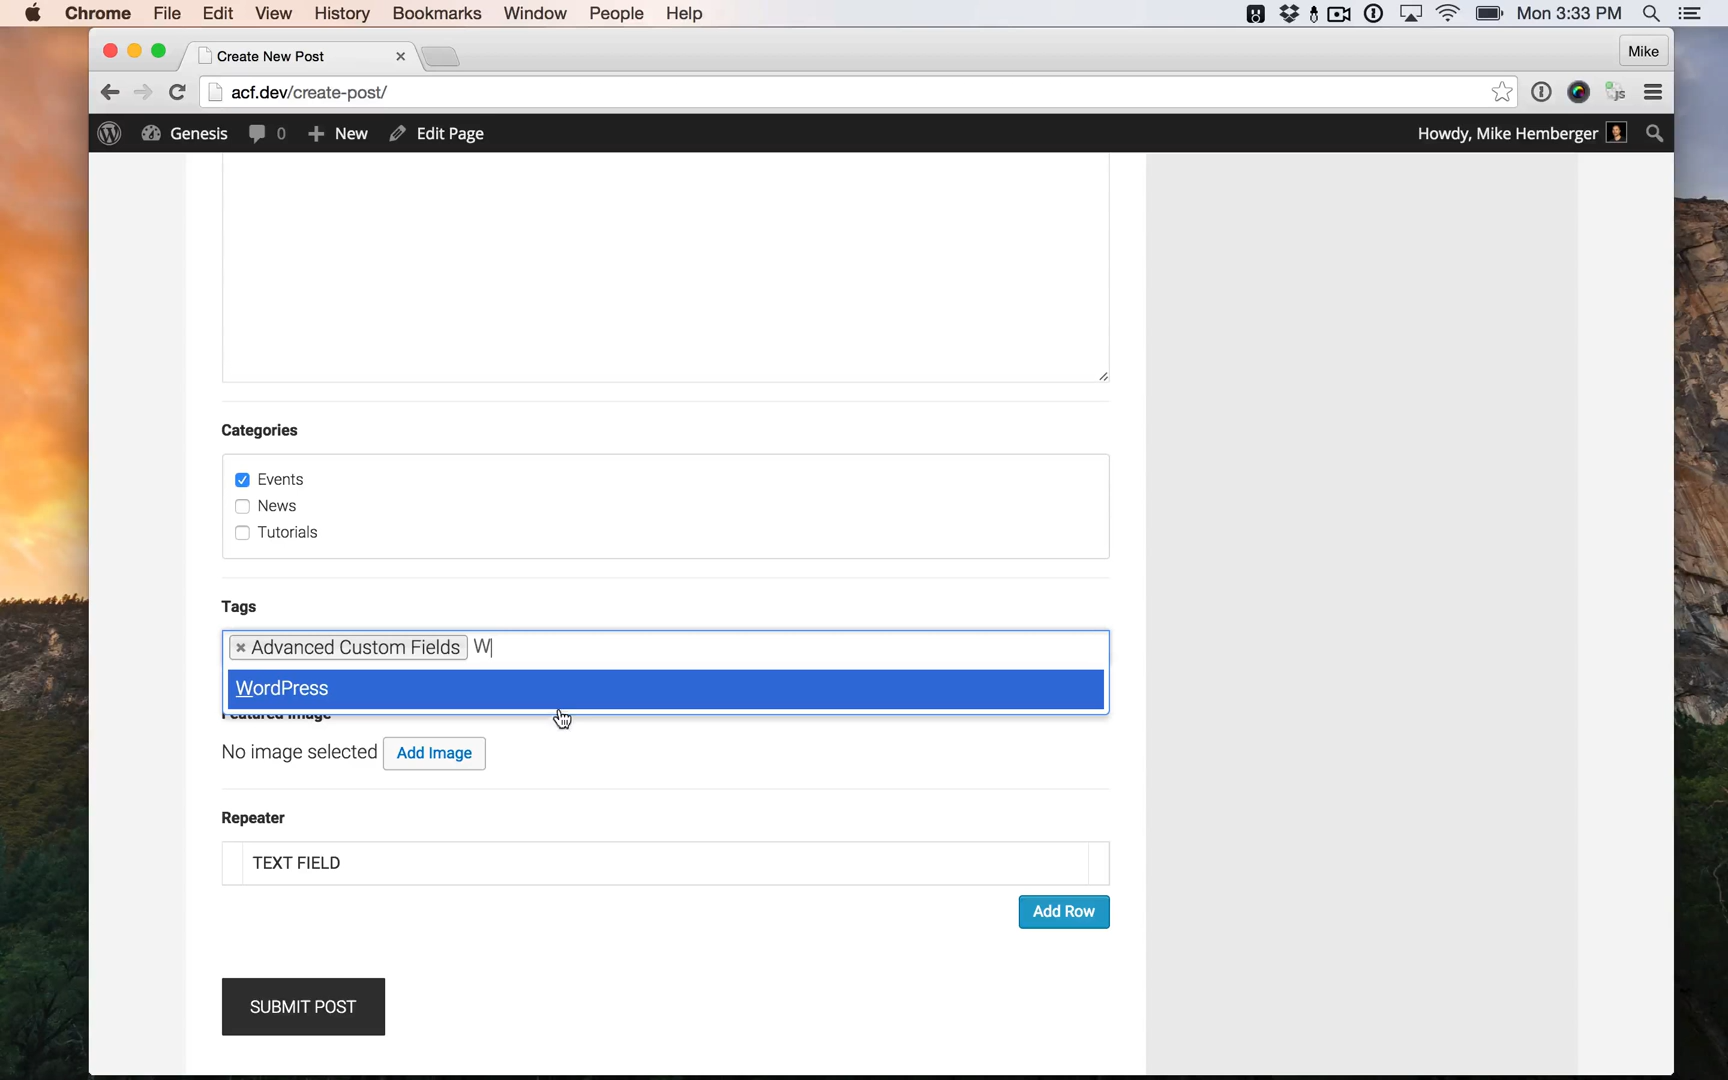 Chrome File Edit View History Bookmarks Window People Help Mon 3:33 PM
Create New Post Mike
acf.dev/create-post/ js
Genesis 0 New Edit Page Howdy, Mike Hemberger
Categories
Events
News
Tutorials
Tags
Advanced Custom Fields W
WordPress
Featured Image
No image selected Add Image
Repeater
TEXT FIELD
Add Row
SUBMIT POST